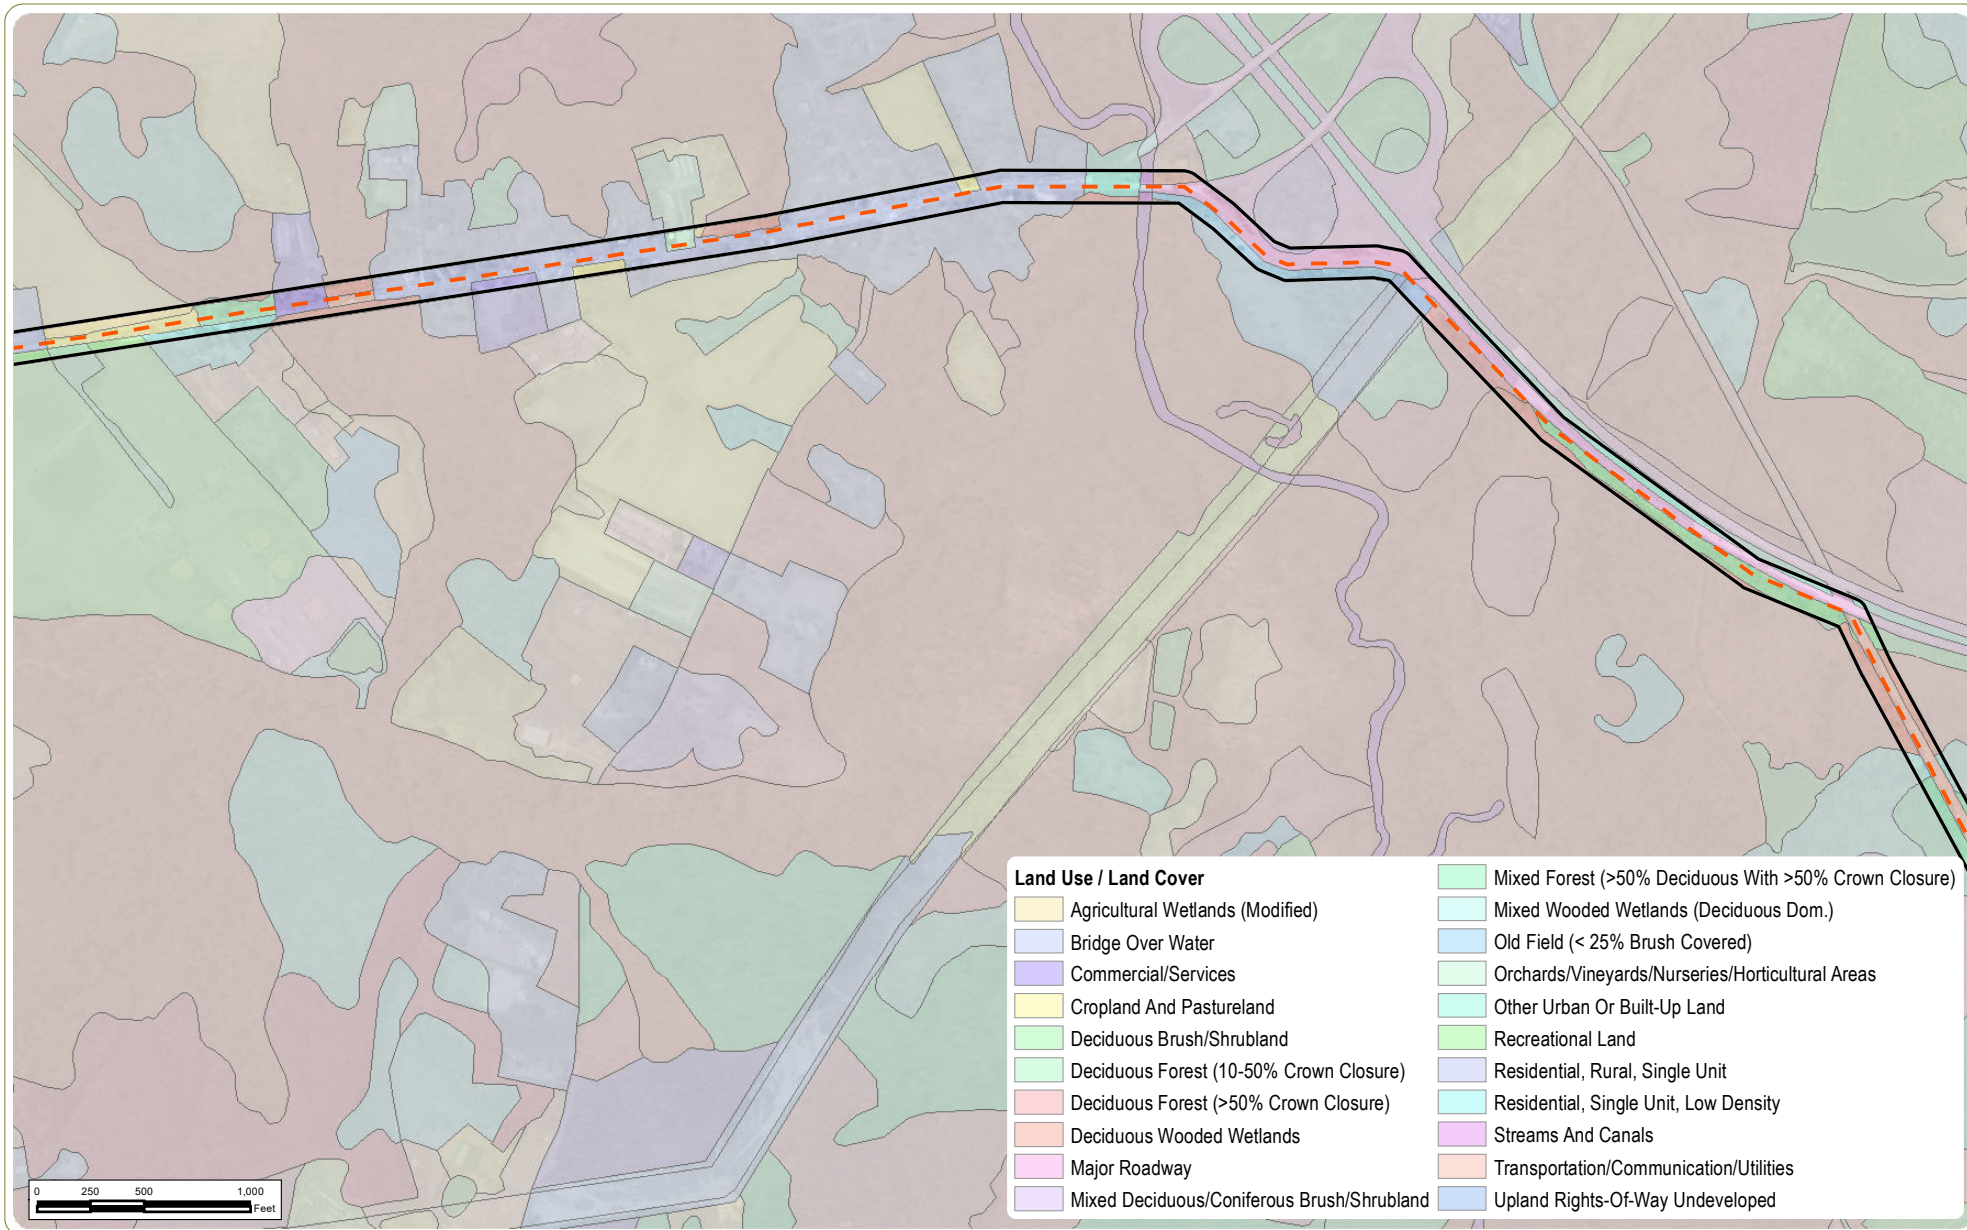 Land Use / Land Cover
Agricultural Wetlands (Modified)
Bridge Over Water
Commercial/Services
Cropland And Pastureland
Deciduous Brush/Shrubland
Deciduous Forest (10-50% Crown Closure)
Deciduous Forest (>50% Crown Closure)
Deciduous Wooded Wetlands
Major Roadway
Mixed Deciduous/Coniferous Brush/Shrubland
Mixed Forest (>50% Deciduous With >50% Crown Closure)
Mixed Wooded Wetlands (Deciduous Dom.)
Old Field (< 25% Brush Covered)
Orchards/Vineyards/Nurseries/Horticultural Areas
Other Urban Or Built-Up Land
Recreational Land
Residential, Rural, Single Unit
Residential, Single Unit, Low Density
Streams And Canals
Transportation/Communication/Utilities
Upland Rights-Of-Way Undeveloped
0 250 500 1,000
Feet